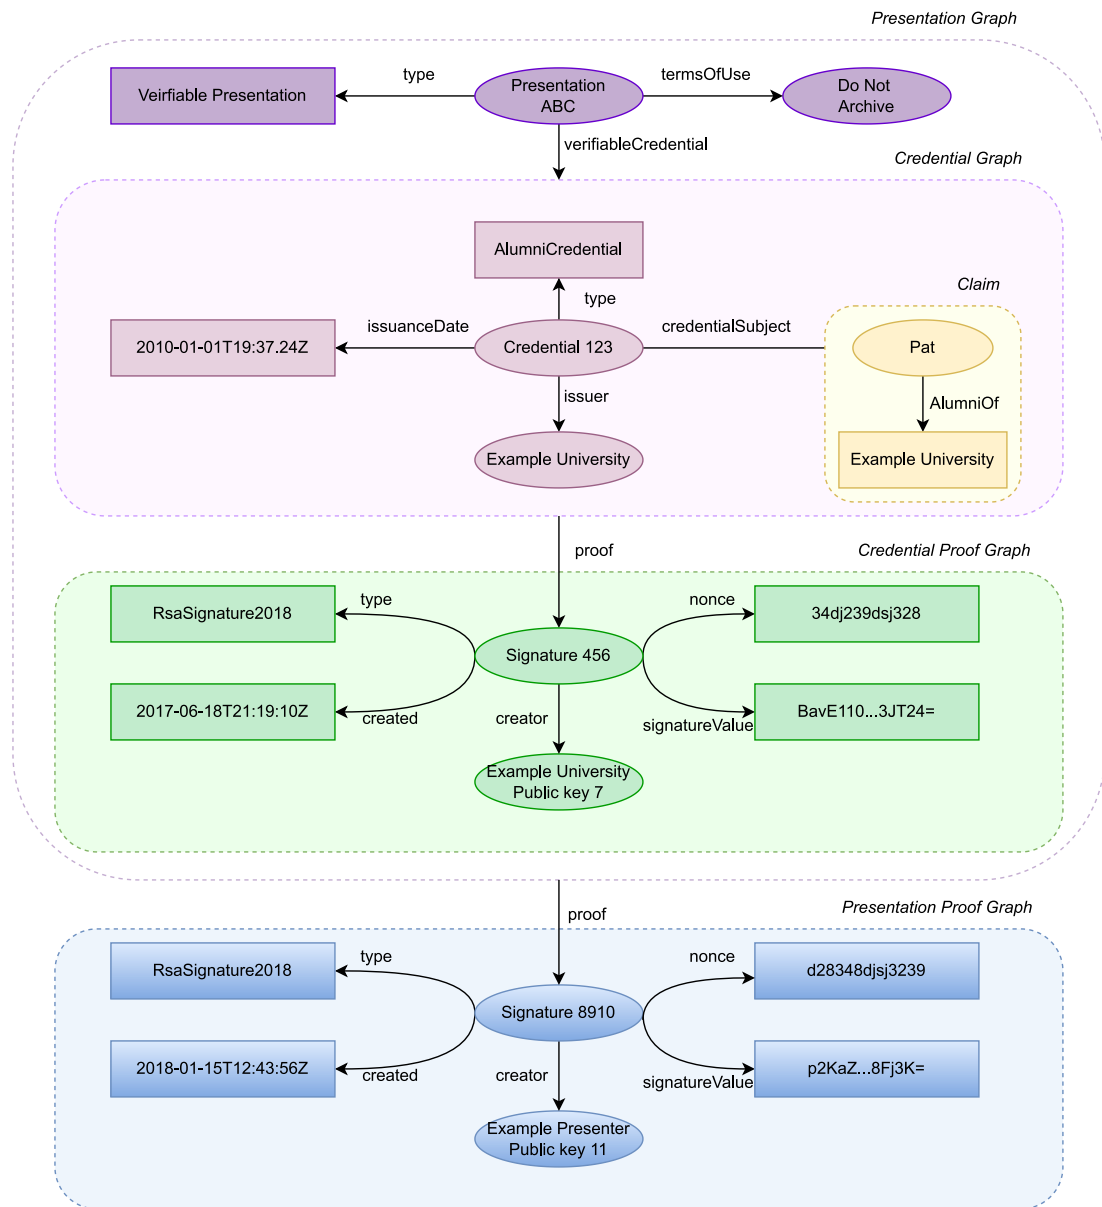 Presentation Graph
Veirfiable Presentation
type
Presentation
ABC
termsOfUse
Do Not
Archive
verifiableCredential
Credential Graph
AlumniCredential
type
Claim
2010-01-01T19:37.24Z
issuanceDate
Credential 123
credentialSubject
Pat
issuer
AlumniOf
Example University
Example University
proof
Credential Proof Graph
RsaSignature2018
type
nonce
34dj239dsj328
Signature 456
2017-06-18T21:19:10Z
created
creator
signatureValue
BavE110...3JT24=
Example University
Public key 7
proof
Presentation Proof Graph
RsaSignature2018
type
nonce
d28348djsj3239
Signature 8910
2018-01-15T12:43:56Z
created
creator
signatureValue
p2KaZ...8Fj3K=
Example Presenter
Public key 11